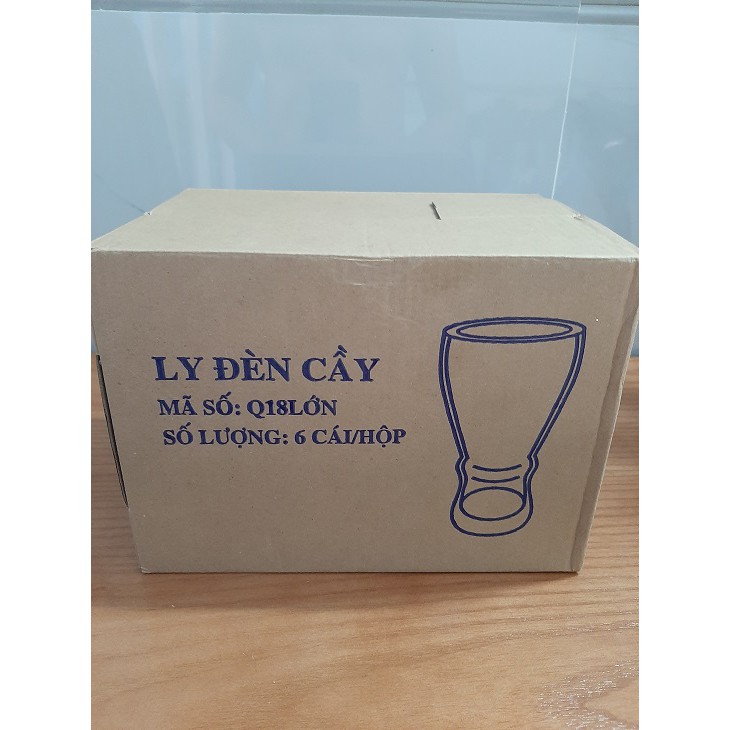 LY ĐÈN CẦY
MÃ SỐ: Q18LỚN
SỐ LƯỢNG: 6 CÁI/HỘP